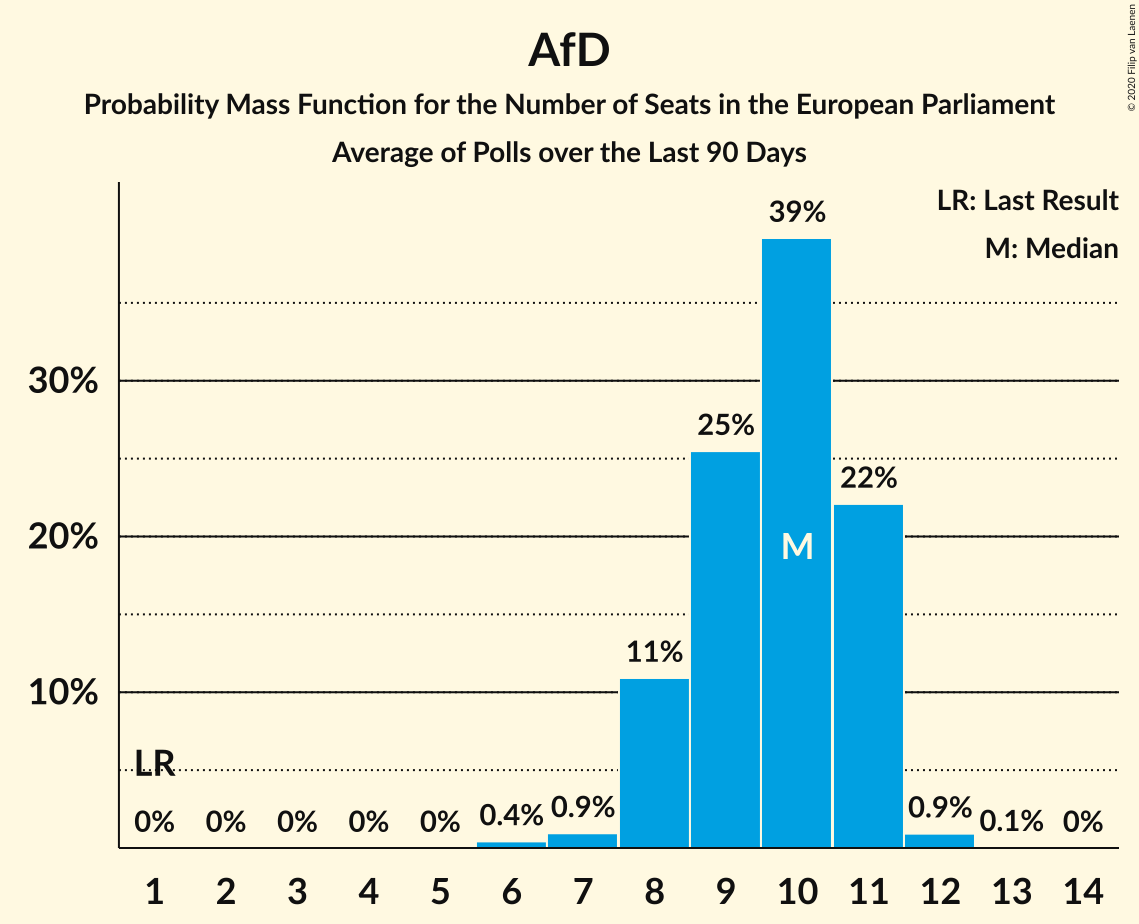 AfD
Probability Mass Function for the Number of Seats in the European Parliament
Average of Polls over the Last 90 Days
© 2020 Filip van Laenen
LR: Last Result
M: Median
39%
30%
25%
22%
20%
M
11%
10%
LR
0% 0% 0% 0% 0% 0.4% 0.9% 0.9% 0.1% 0%
1 2 3 4 5 6 7 8 9 10 11 12 13 14